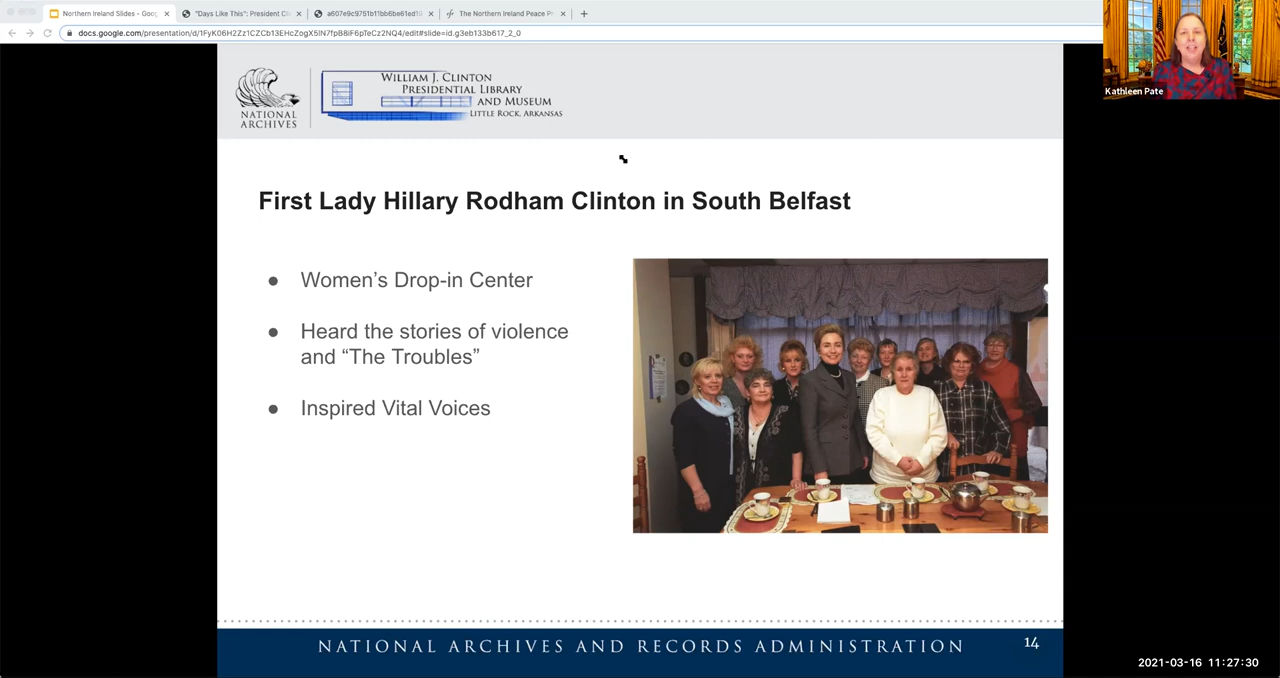 Northern Ireland Slides - Goog
"Days Like This": President Cl
a607e9c9751b11bb6be61ed19
The Northern Ireland Peace P
docs.google.com/presentation/d/1FyK06H2Zz1CZCb13EHcZogX5IN7fpB8iF6pTeCz2NQ4/edit#slide=id.g3eb133b617_2_0
Kathleen Pate
NATIONAL
ARCHIVES
WILLIAM J. CLINTON
PRESIDENTIAL LIBRARY
AND MUSEUM
LITTLE ROCK, ARKANSAS
First Lady Hillary Rodham Clinton in South Belfast
● Women's Drop-in Center
● Heard the stories of violence
and “The Troubles”
● Inspired Vital Voices
NATIONAL ARCHIVES AND RECORDS ADMINISTRATION
14
2021-03-16 11:27:30